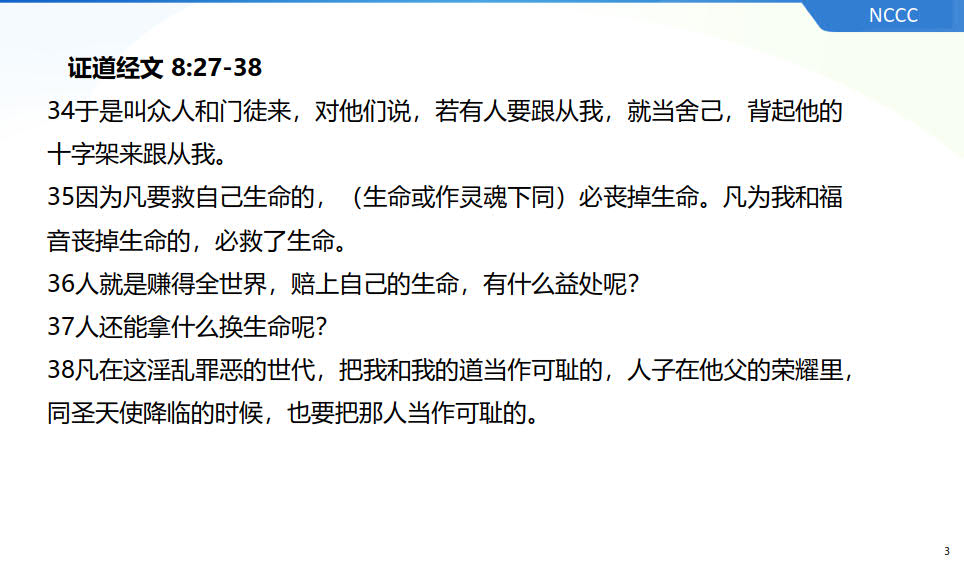 NCCC
证道经文 8:27-38
34于是叫众人和门徒来，对他们说，若有人要跟从我，就当舍己，背起他的
十字架来跟从我。
35因为凡要救自己生命的，（生命或作灵魂下同）必丧掉生命。凡为我和福
音丧掉生命的，必救了生命。
36人就是赚得全世界，赔上自己的生命，有什么益处呢？
37人还能拿什么换生命呢？
38凡在这淫乱罪恶的世代，把我和我的道当作可耻的，人子在他父的荣耀里，
同圣天使降临的时候，也要把那人当作可耻的。
3